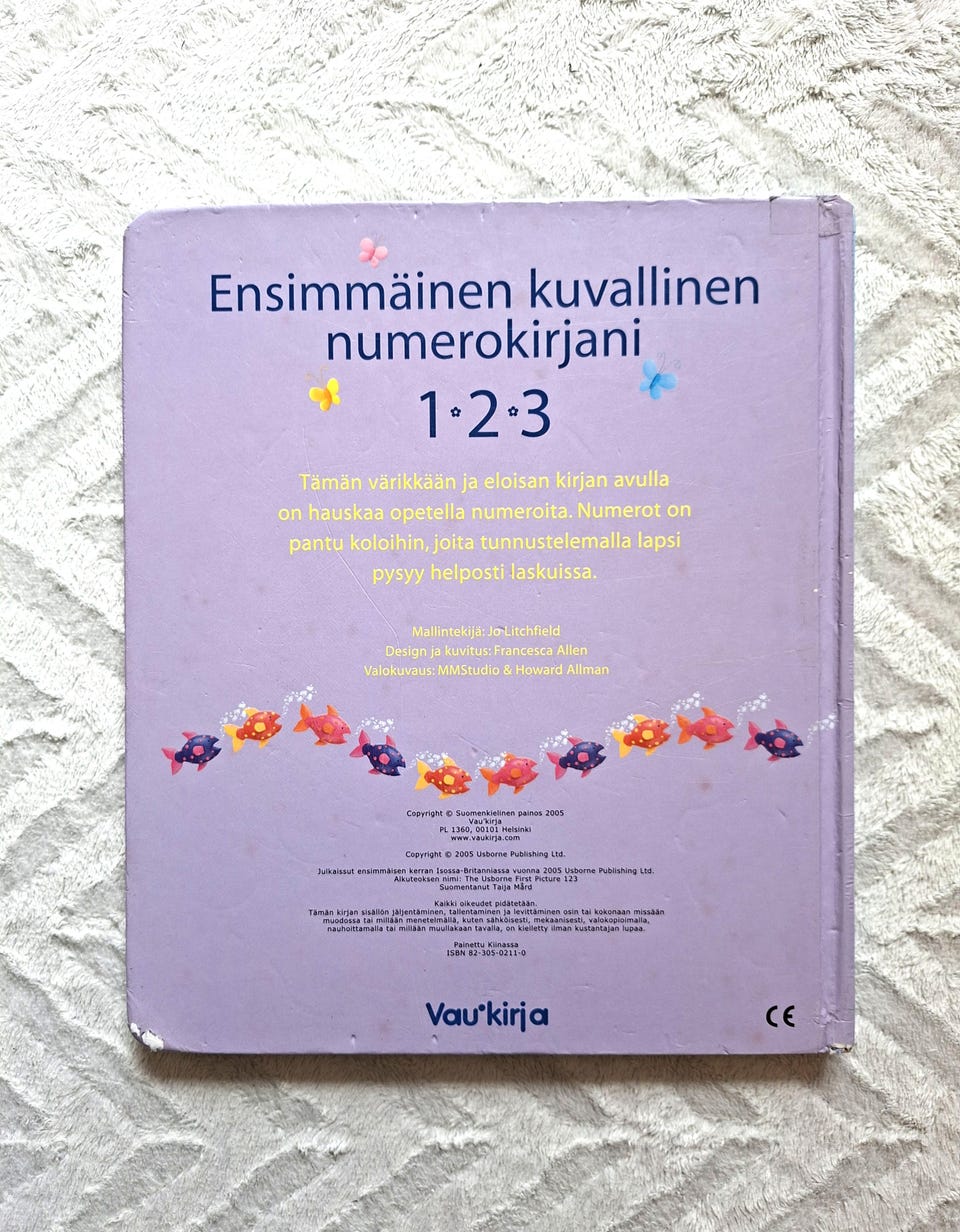 Ensimmäinen kuvallinen
numerokirjani
1 2 3
Tämän värikkään ja eloisan kirjan avulla
on hauskaa opetella numeroita. Numerot on
pantu koloihin, joita tunnustelemalla lapsi
pysyy helposti laskuissa.
Mallintekijä: Jo Litchfield
Design ja kuvitus: Francesca Allen
Valokuvaus: MMStudio & Howard Allman
Copyright © Suomenkielinen painos 2005
Vau'kirja
PL 1360, 00101 Helsinki
www.vaukirja.com
Copyright © 2005 Usborne Publishing Ltd.
Julkaissut ensimmäisen kerran Isossa-Britanniassa vuonna 2005 Usborne Publishing Ltd.
Alkuteoksen nimi: The Usborne First Picture 123
Suomentanut Taija Mård
Kaikki oikeudet pidätetään.
Tämän kirjan sisällön jäljentäminen, tallentaminen ja levittäminen osin tai kokonaan missään
muodossa tai millään menetelmällä, kuten sähköisesti, mekaanisesti, valokopioimalla,
nauhoittamalla tai millään muullakaan tavalla, on kielletty ilman kustantajan lupaa.
Painettu Kiinassa
ISBN 82-305-0211-0
Vau'kirja
CE